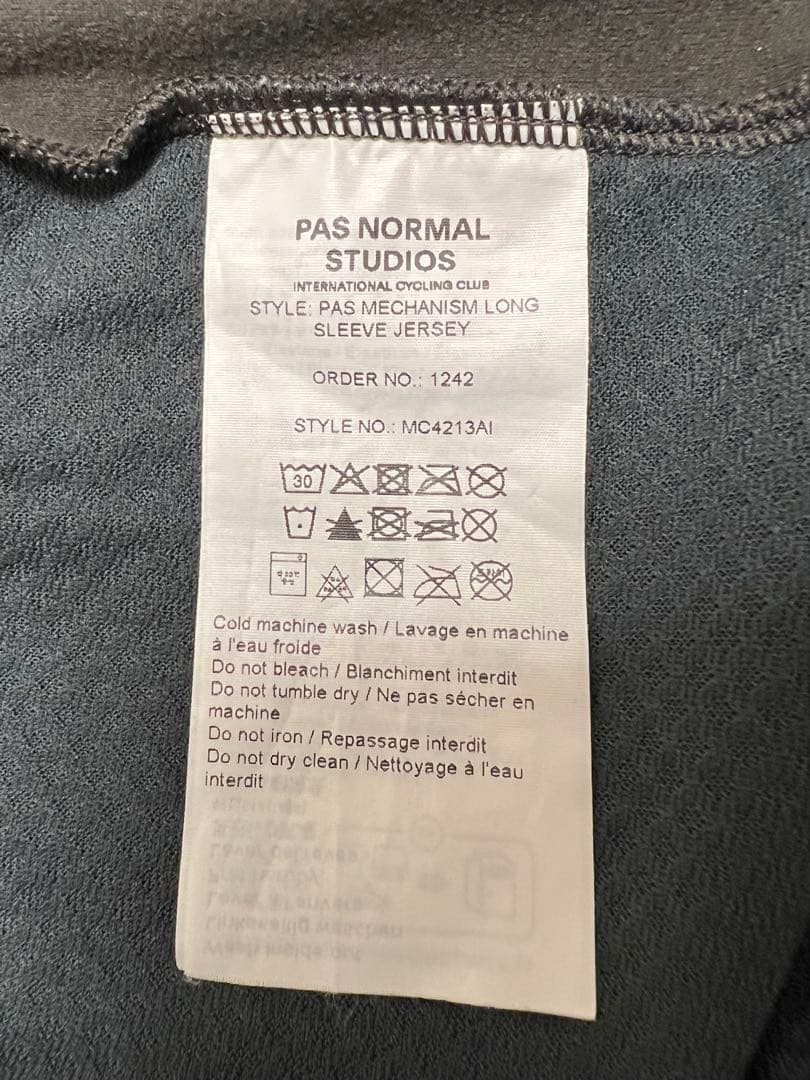 PAS NORMAL
STUDIOS
INTERNATIONAL CYCLING CLUB
STYLE: PAS MECHANISM LONG
SLEEVE JERSEY
ORDER NO.: 1242
STYLE NO.: MC4213AI
30
Cold machine wash / Lavage en machine
à l'eau froide
Do not bleach / Blanchiment interdit
Do not tumble dry / Ne pas sécher en
machine
Do not iron / Repassage interdit
Do not dry clean / Nettoyage à l'eau
interdit